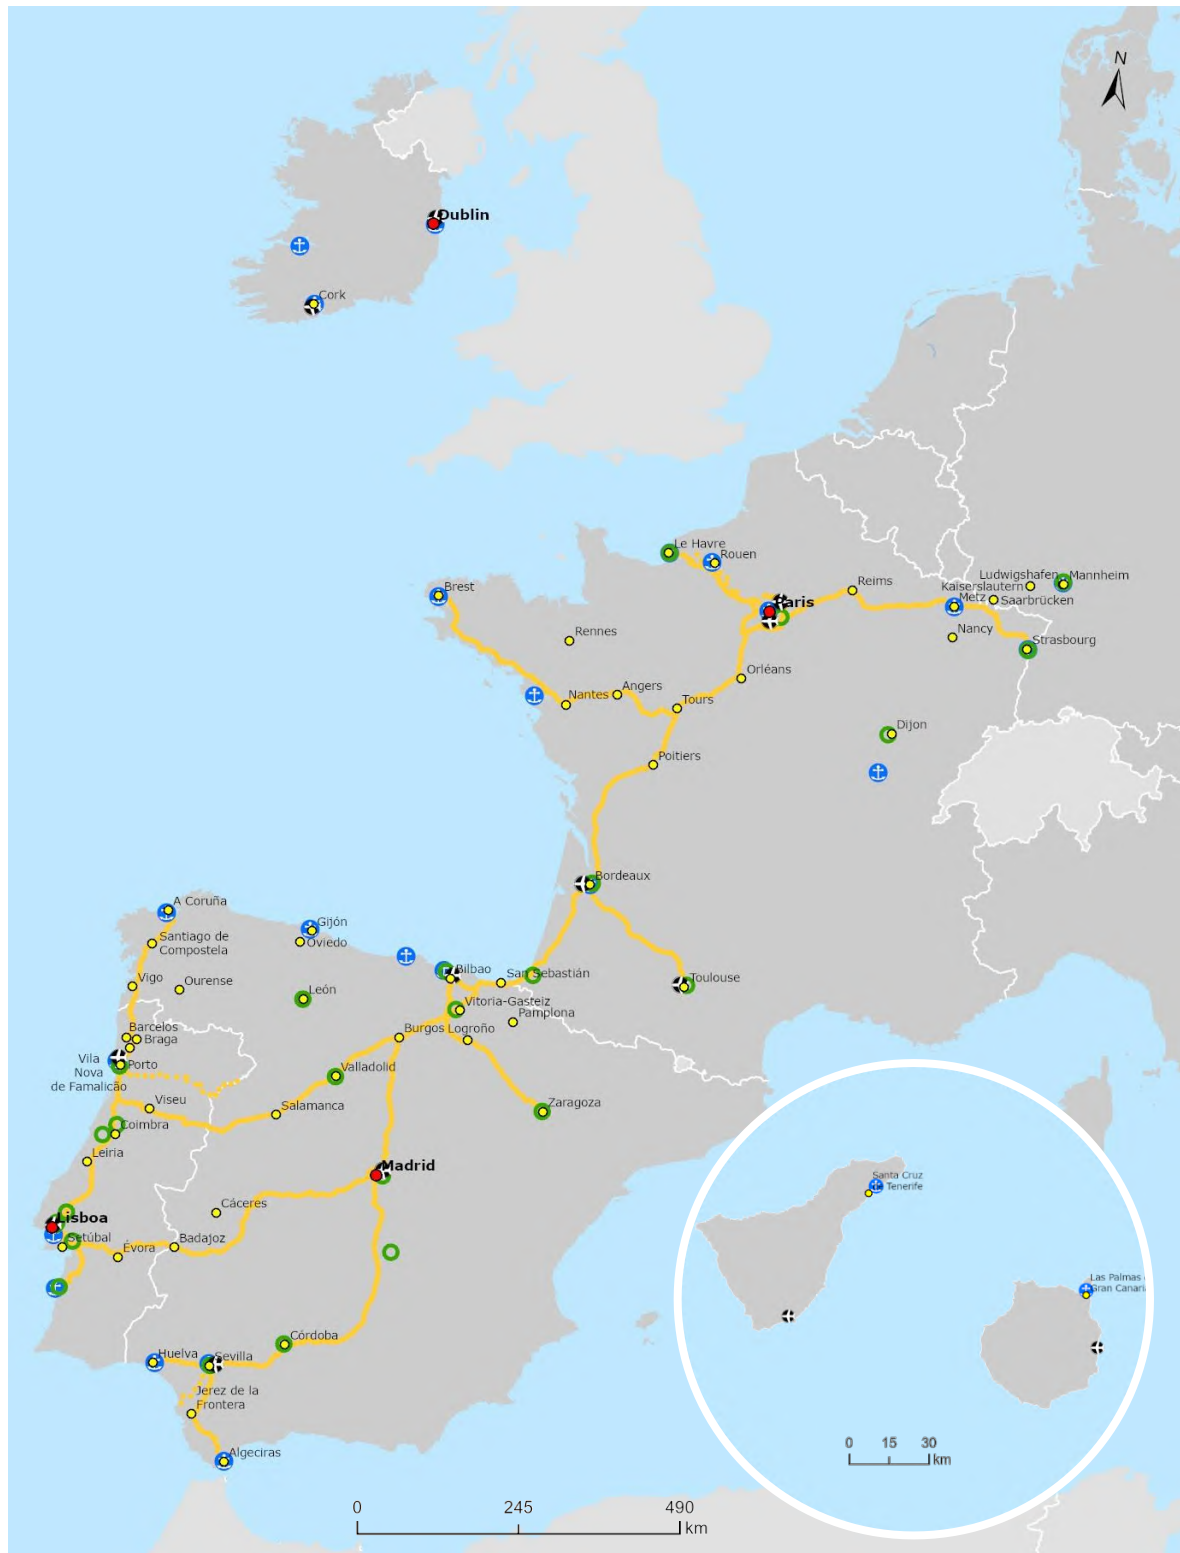 N
Dublin
Cork
Le Havre
Rouen
Brest
Paris
Reims
Ludwigshafen
Mannheim
Kaiserslautern
Metz
Saarbrücken
Rennes
Nancy
Strasbourg
Orléans
Nantes
Angers
Tours
Dijon
Poitiers
Bordeaux
A Coruña
Gijón
Santiago de
Compostela
Oviedo
Bilbao
San Sebastián
Toulouse
Vigo
Ourense
León
Vitoria-Gasteiz
Pamplona
Barcelos
Braga
Burgos
Logroño
Vila
Nova
de Famalicão
Porto
Valladolid
Viseu
Salamanca
Zaragoza
Coimbra
Leiria
Madrid
Cáceres
Lisboa
Setúbal
Évora
Badajoz
Santa Cruz
Tenerife
Las Palmas
Gran Canari
Córdoba
Huelva
Sevilla
Jerez de la
Frontera
Algeciras
0 15 30
km
0 245 490
km